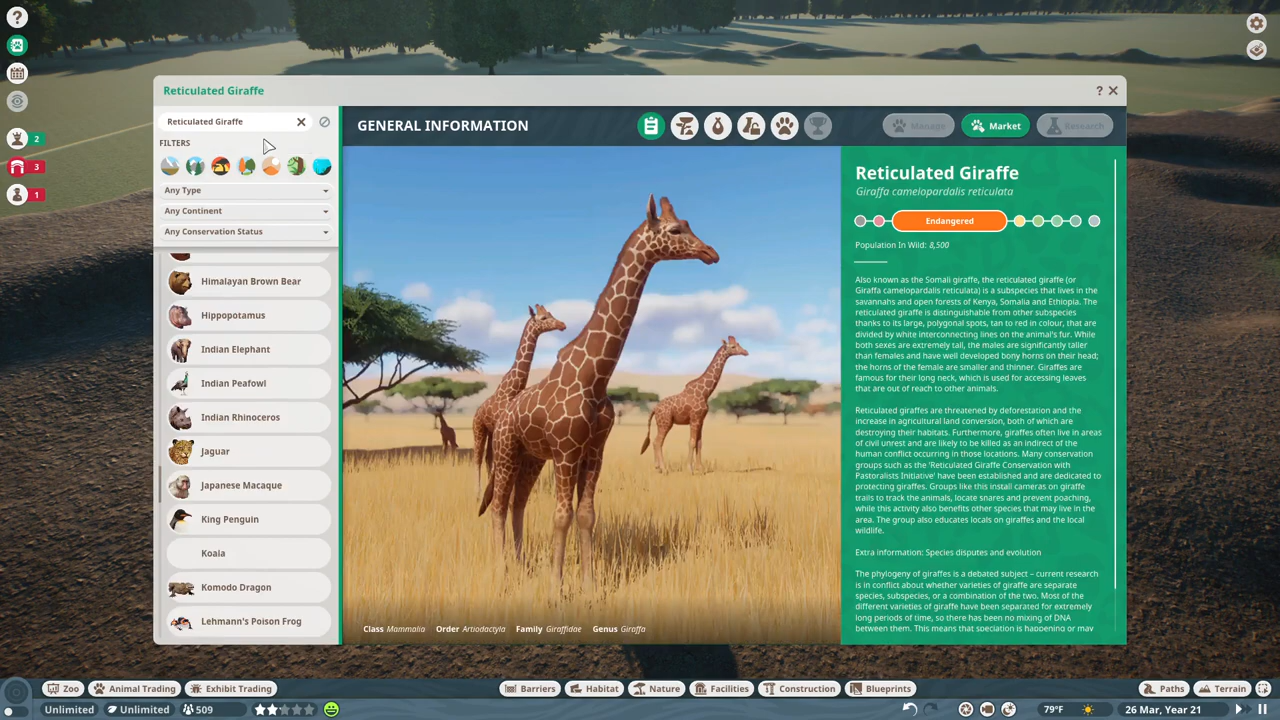 Reticulated Giraffe
?
Reticulated Giraffe
FILTERS
Any Type
Any Continent
Any Conservation Status
Himalayan Brown Bear
Hippopotamus
Indian Elephant
Indian Peafowl
Indian Rhinoceros
Jaguar
Japanese Macaque
King Penguin
Koala
Komodo Dragon
Lehmann's Poison Frog
GENERAL INFORMATION
Manage
Market
Research
Class Mammalia Order Artiodactyla Family Giraffidae Genus Giraffa
Reticulated Giraffe
Giraffa camelopardalis reticulata
Endangered
Population In Wild: 8,500
Also known as the Somali giraffe, the reticulated giraffe (or
Giraffa camelopardalis reticulata) is a subspecies that lives in the
savannahs and open forests of Kenya, Somalia and Ethiopia. The
reticulated giraffe is distinguishable from other subspecies
thanks to its large, polygonal spots, tan to red in colour, that are
divided by white interconnecting lines on the animal's fur. While
both sexes are extremely tall, the males are significantly taller
than females and have well developed bony horns on their head;
the horns of the female are smaller and thinner. Giraffes are
famous for their long neck, which is used for accessing leaves
that are out of reach to other animals.
Reticulated giraffes are threatened by deforestation and the
increase in agricultural land conversion, both of which are
destroying their habitats. Furthermore, giraffes often live in areas
of civil unrest and are likely to be killed as an indirect of the
human conflict occurring in those locations. Many conservation
groups such as the 'Reticulated Giraffe Conservation with
Pastoralists Initiative' have been established and are dedicated to
protecting giraffes. Groups like this install cameras on giraffe
trails to track the animals, locate snares and prevent poaching,
while this activity also benefits other species that may live in the
area. The group also educates locals on giraffes and the local
wildlife.
Extra information: Species disputes and evolution
The phylogeny of giraffes is a debated subject – current research
is in conflict about whether varieties of giraffe are separate
species, subspecies, or a combination of the two. Most of the
different varieties of giraffe have been separated for extremely
long periods of time, so there has been no mixing of DNA
between them. This means that speciation is happening or may
?
2
3
1
Zoo
Animal Trading
Exhibit Trading
Barriers
Habitat
Nature
Facilities
Construction
Blueprints
Paths
Terrain
Unlimited
Unlimited
509
79°F
26 Mar, Year 21